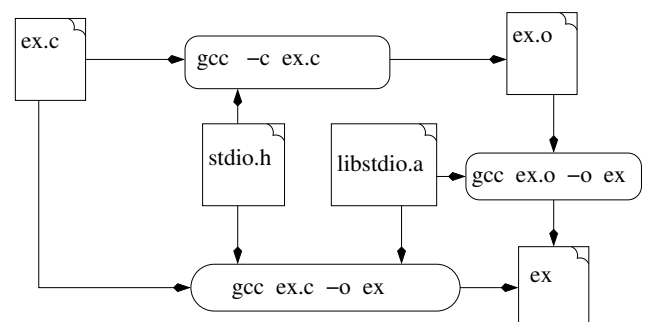 ex.c
gcc −c ex.c
ex.o
stdio.h
libstdio.a
gcc ex.o −o ex
gcc ex.c −o ex
ex